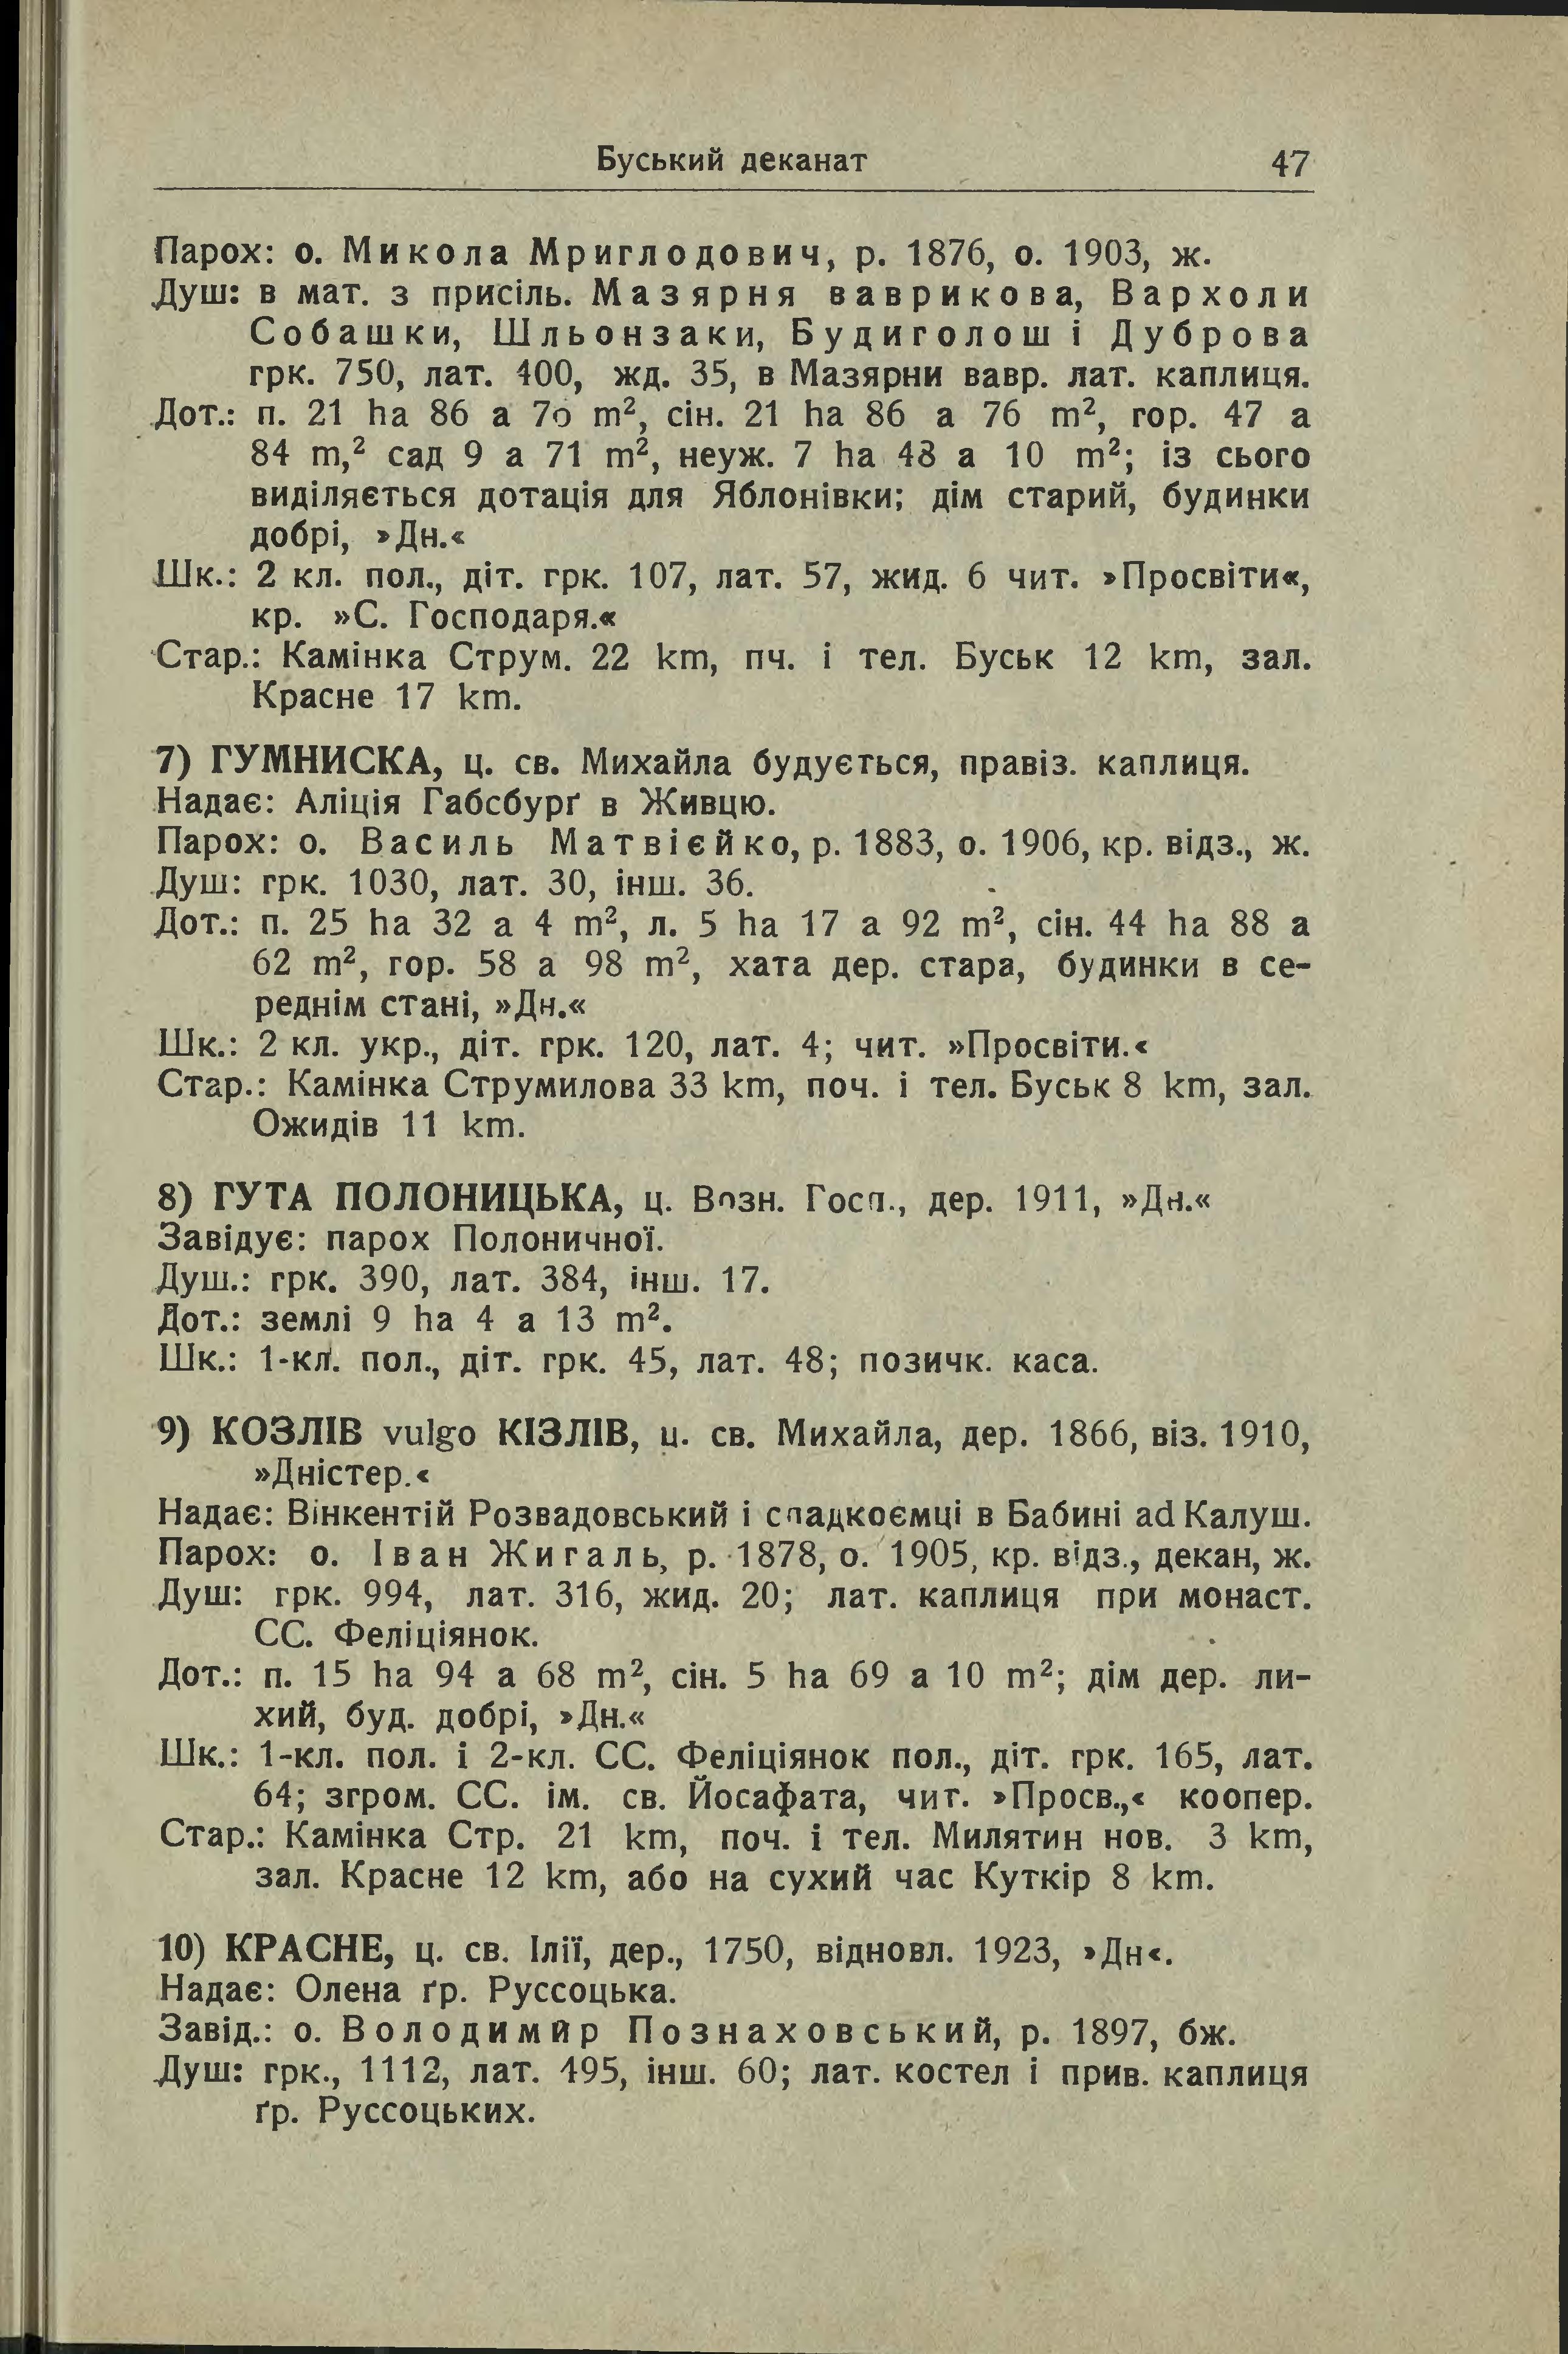 Буський деканат 47
Парох: о. Микола Мриглодович, р. 1876, о. 1903, ж.
Душ: в мат. з присіль. Мазярня ваврикова, Вархоли
Собашки, Шльонзаки, Будиголош і Дуброва
грк. 750, лат. 400, жд. 35, в Мазярни вавр. лат. каплиця.
Дот.: п. 21 ha 86 a 76 m², сін. 21 ha 86 a 76 m², гор. 47 a
84 m,² сад 9 a 71 m², неуж. 7 ha 48 a 10 m²; із сього
виділяється дотація для Яблонівки; дім старий, будинки
добрі, »Дн.«
Шк.: 2 кл. пол., діт. грк. 107, лат. 57, жид. 6 чит. »Просвіти«,
кр. »С. Господаря.«
Стар.: Камінка Струм. 22 km, пч. і тел. Буськ 12 km, зал.
Красне 17 km.
7) ГУМНИСКА, ц. св. Михайла будується, правіз. каплиця.
Надає: Аліція Габсбурґ в Живцю.
Парох: о. Василь Матвієйко, р. 1883, о. 1906, кр. відз., ж.
Душ: грк. 1030, лат. 30, інш. 36.
Дот.: п. 25 ha 32 a 4 m², л. 5 ha 17 a 92 m², сін. 44 ha 88 a
62 m², гор. 58 a 98 m², хата дер. стара, будинки в се-
реднім стані, »Дн.«
Шк.: 2 кл. укр., діт. грк. 120, лат. 4; чит. »Просвіти.«
Стар.: Камінка Струмилова 33 km, поч. і тел. Буськ 8 km, зал.
Ожидів 11 km.
8) ГУТА ПОЛОНИЦЬКА, ц. Возн. Госп., дер. 1911, »Дн.«
Завідує: парох Полоничної.
Душ.: грк. 390, лат. 384, інш. 17.
Дот.: землі 9 ha 4 a 13 m².
Шк.: 1-кл. пол., діт. грк. 45, лат. 48; позичк. каса.
9) КОЗЛІВ vulgo КІЗЛІВ, ц. св. Михайла, дер. 1866, віз. 1910,
»Дністер.«
Надає: Вінкентій Розвадовський і спадкоємці в Бабині ad Калуш.
Парох: о. Іван Жигаль, р. 1878, о. 1905, кр. відз., декан, ж.
Душ: грк. 994, лат. 316, жид. 20; лат. каплиця при монаст.
СС. Феліціянок.
Дот.: п. 15 ha 94 a 68 m², сін. 5 ha 69 a 10 m²; дім дер. ли-
хий, буд. добрі, »Дн.«
Шк.: 1-кл. пол. і 2-кл. СС. Феліціянок пол., діт. грк. 165, лат.
64; згром. СС. ім. св. Йосафата, чит. »Просв.,« коопер.
Стар.: Камінка Стр. 21 km, поч. і тел. Милятин нов. 3 km,
зал. Красне 12 km, або на сухий час Куткір 8 km.
10) КРАСНЕ, ц. св. Ілії, дер., 1750, відновл. 1923, »Дн«.
Надає: Олена ґр. Руссоцька.
Завід.: о. Володимир Познаховський, р. 1897, бж.
Душ: грк., 1112, лат. 495, інш. 60; лат. костел і прив. каплиця
ґр. Руссоцьких.